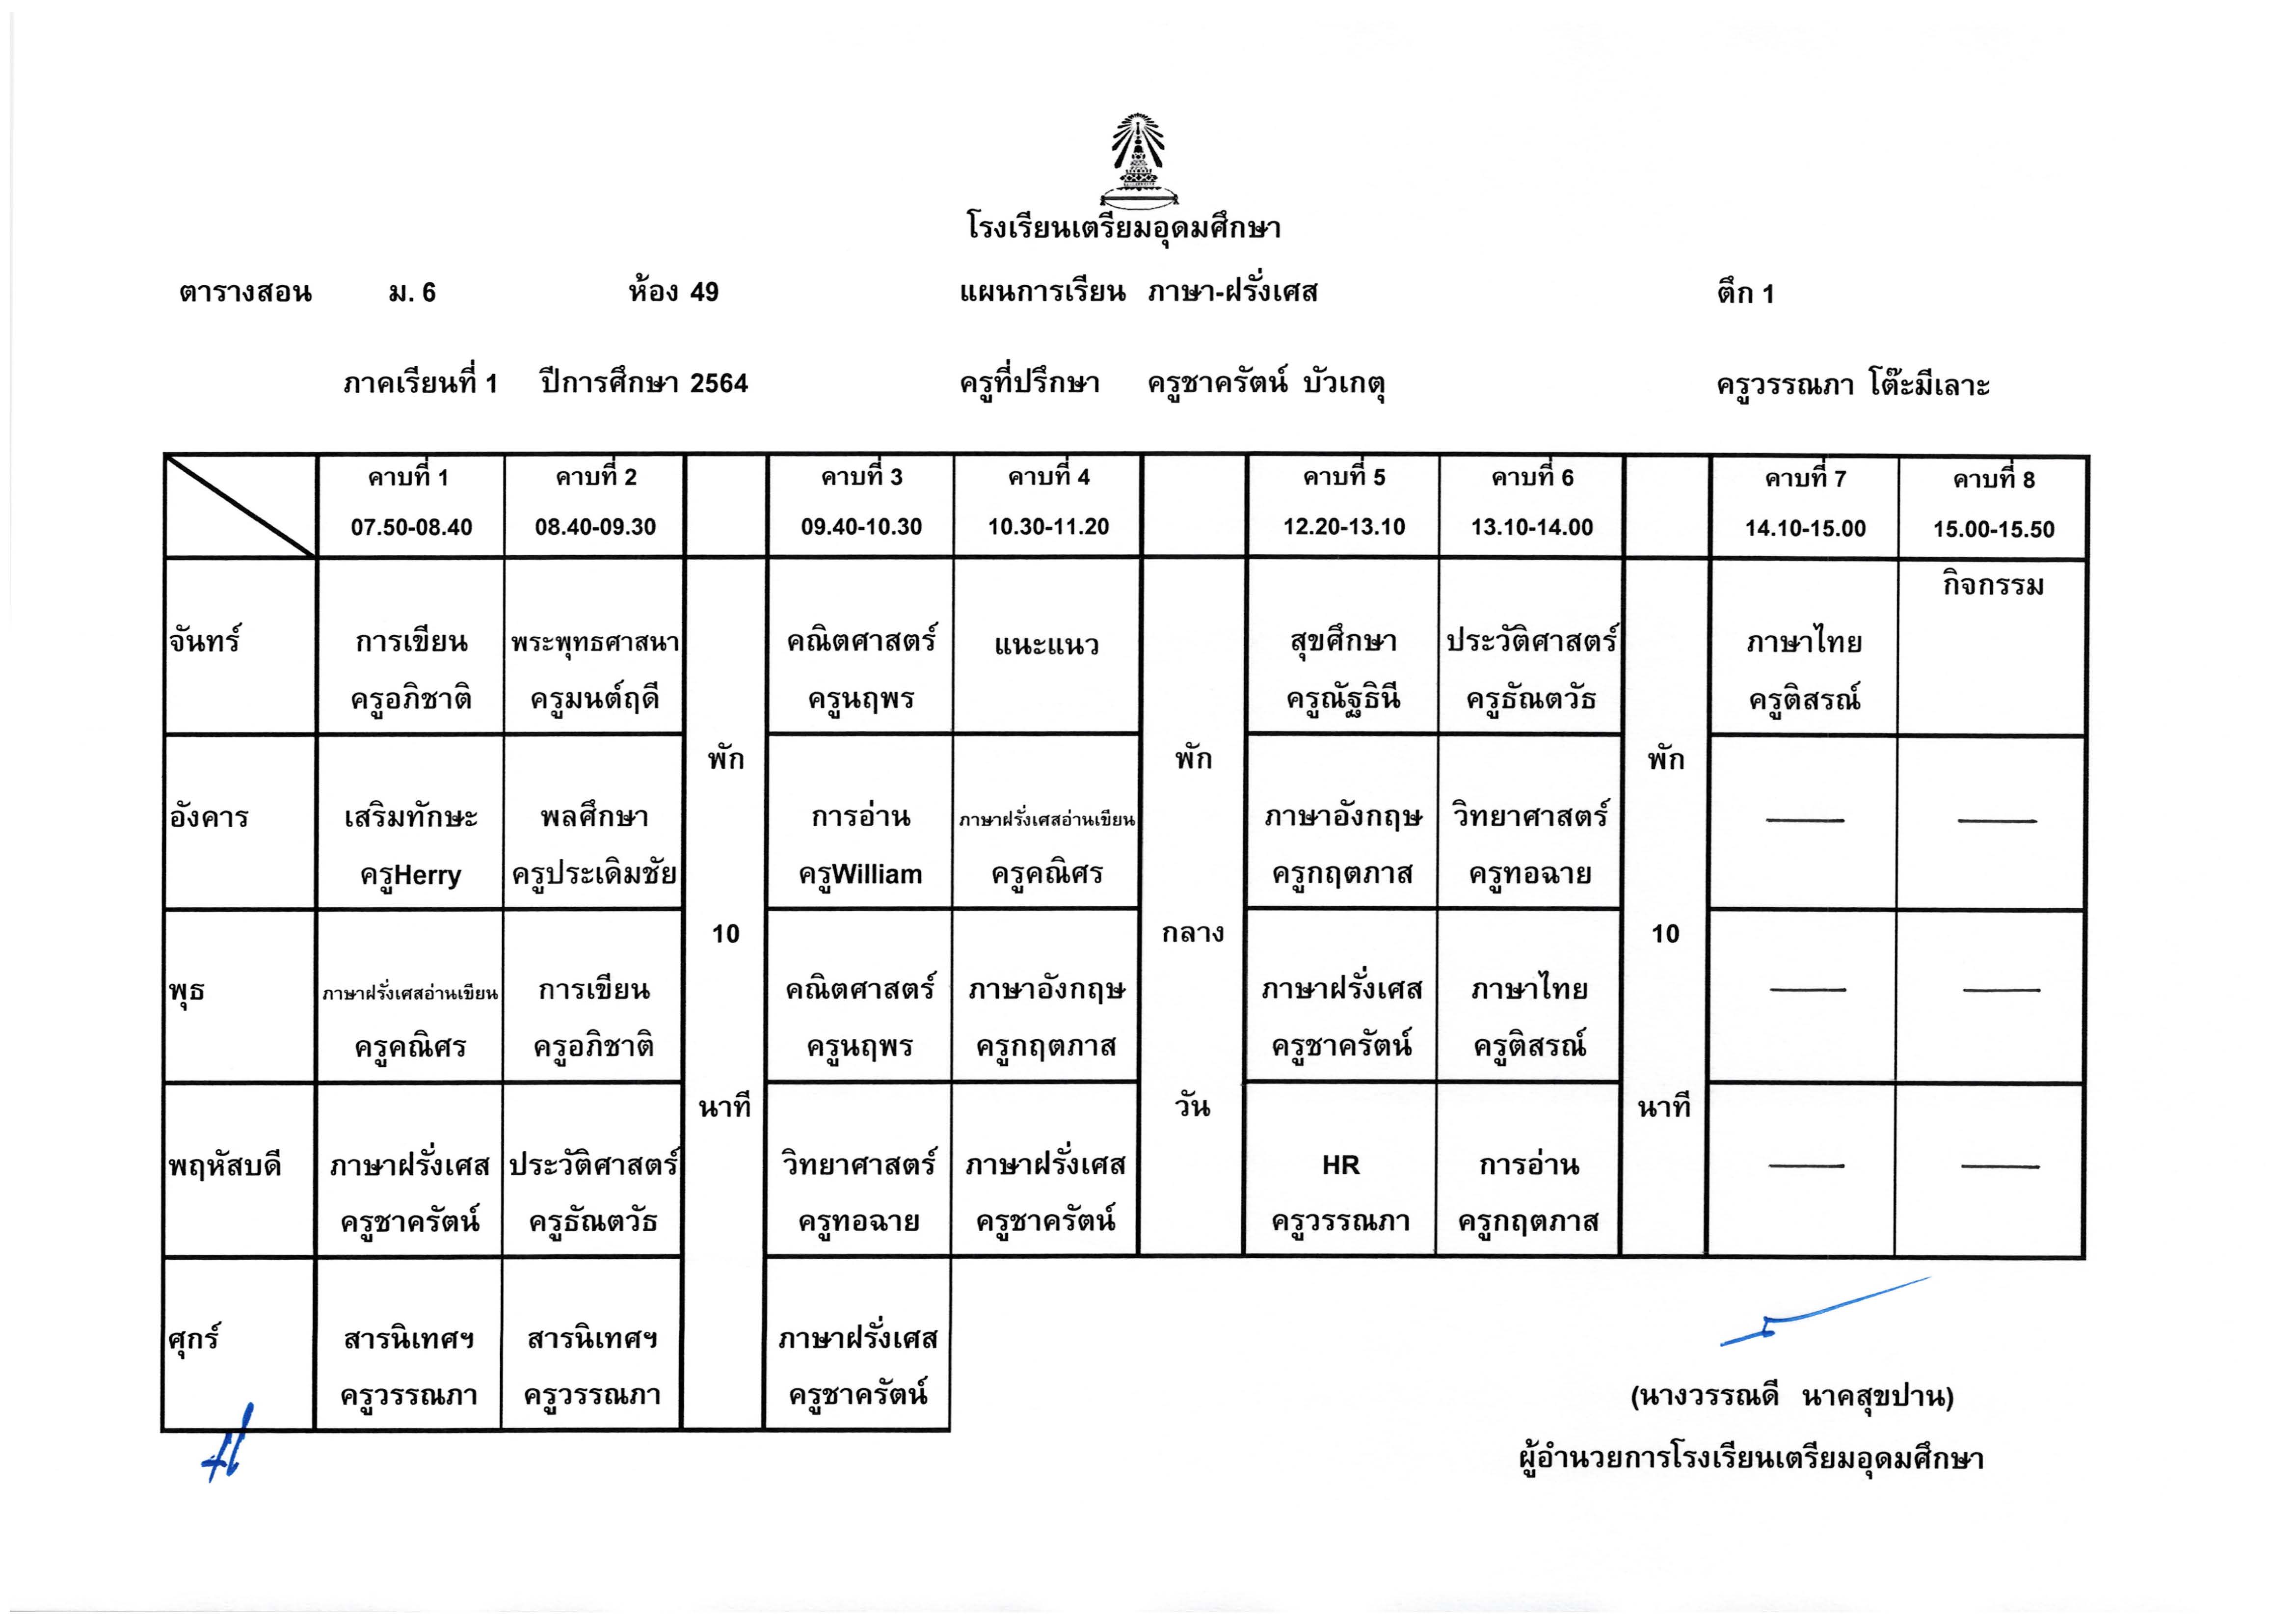 โรงเรียนเตรียมอุดมศึกษา
ตารางสอน ม. 6 ห้อง 49 แผนการเรียน ภาษา-ฝรั่งเศส ตึก 1
ภาคเรียนที่ 1 ปีการศึกษา 2564 ครูที่ปรึกษา ครูชาครัตน์ บัวเกตุ ครูวรรณภา โต๊ะมีเลาะ
คาบที่ 1 คาบที่ 2 คาบที่ 3 คาบที่ 4 คาบที่ 5 คาบที่ 6 คาบที่ 7 คาบที่ 8
07.50-08.40 08.40-09.30 09.40-10.30 10.30-11.20 12.20-13.10 13.10-14.00 14.10-15.00 15.00-15.50
กิจกรรม
จันทร์ การเขียน พระพุทธศาสนา คณิตศาสตร์ แนะแนว สุขศึกษา ประวัติศาสตร์ ภาษาไทย
ครูอภิชาติ ครูมนต์ฤดี ครูนฤพร ครูณัฐธินี ครูธัณตวัธ ครูติสรณ์
พัก พัก พัก
อังคาร เสริมทักษะ พลศึกษา การอ่าน ภาษาฝรั่งเศสอ่านเขียน ภาษาอังกฤษ วิทยาศาสตร์ — —
ครูHerry ครูประเดิมชัย ครูWilliam ครูคณิศร ครูกฤตภาส ครูทอฉาย
10 กลาง 10
พุธ ภาษาฝรั่งเศสอ่านเขียน การเขียน คณิตศาสตร์ ภาษาอังกฤษ ภาษาฝรั่งเศส ภาษาไทย — —
ครูคณิศร ครูอภิชาติ ครูนฤพร ครูกฤตภาส ครูชาครัตน์ ครูติสรณ์
นาที วัน นาที
พฤหัสบดี ภาษาฝรั่งเศส ประวัติศาสตร์ วิทยาศาสตร์ ภาษาฝรั่งเศส HR การอ่าน — —
ครูชาครัตน์ ครูธัณตวัธ ครูทอฉาย ครูชาครัตน์ ครูวรรณภา ครูกฤตภาส
ศุกร์ สารนิเทศฯ สารนิเทศฯ ภาษาฝรั่งเศส
ครูวรรณภา ครูวรรณภา ครูชาครัตน์
(นางวรรณดี นาคสุขปาน)
ผู้อำนวยการโรงเรียนเตรียมอุดมศึกษา